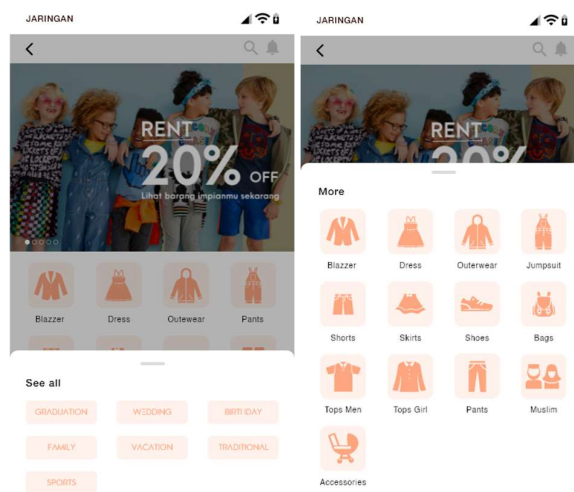 JARINGAN
RENT
20% OFF
Lihat barang impianmu sekarang
Blazzer
Dress
Outewear
Pants
See all
GRADUATION
WEDDING
BIRTHDAY
FAMILY
VACATION
TRADITIONAL
SPORTS
JARINGAN
RENT
20%
More
Blazzer
Dress
Outerwear
Jumpsuit
Shorts
Skirts
Shoes
Bags
Tops Men
Tops Girl
Pants
Muslim
Accessories